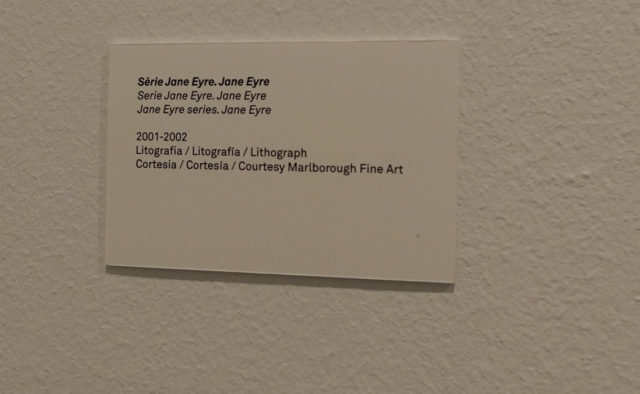 Sèrie Jane Eyre. Jane Eyre
Serie Jane Eyre. Jane Eyre
Jane Eyre series. Jane Eyre
2001-2002
Litografia / Litografía / Lithograph
Cortesia / Cortesía / Courtesy Marlborough Fine Art